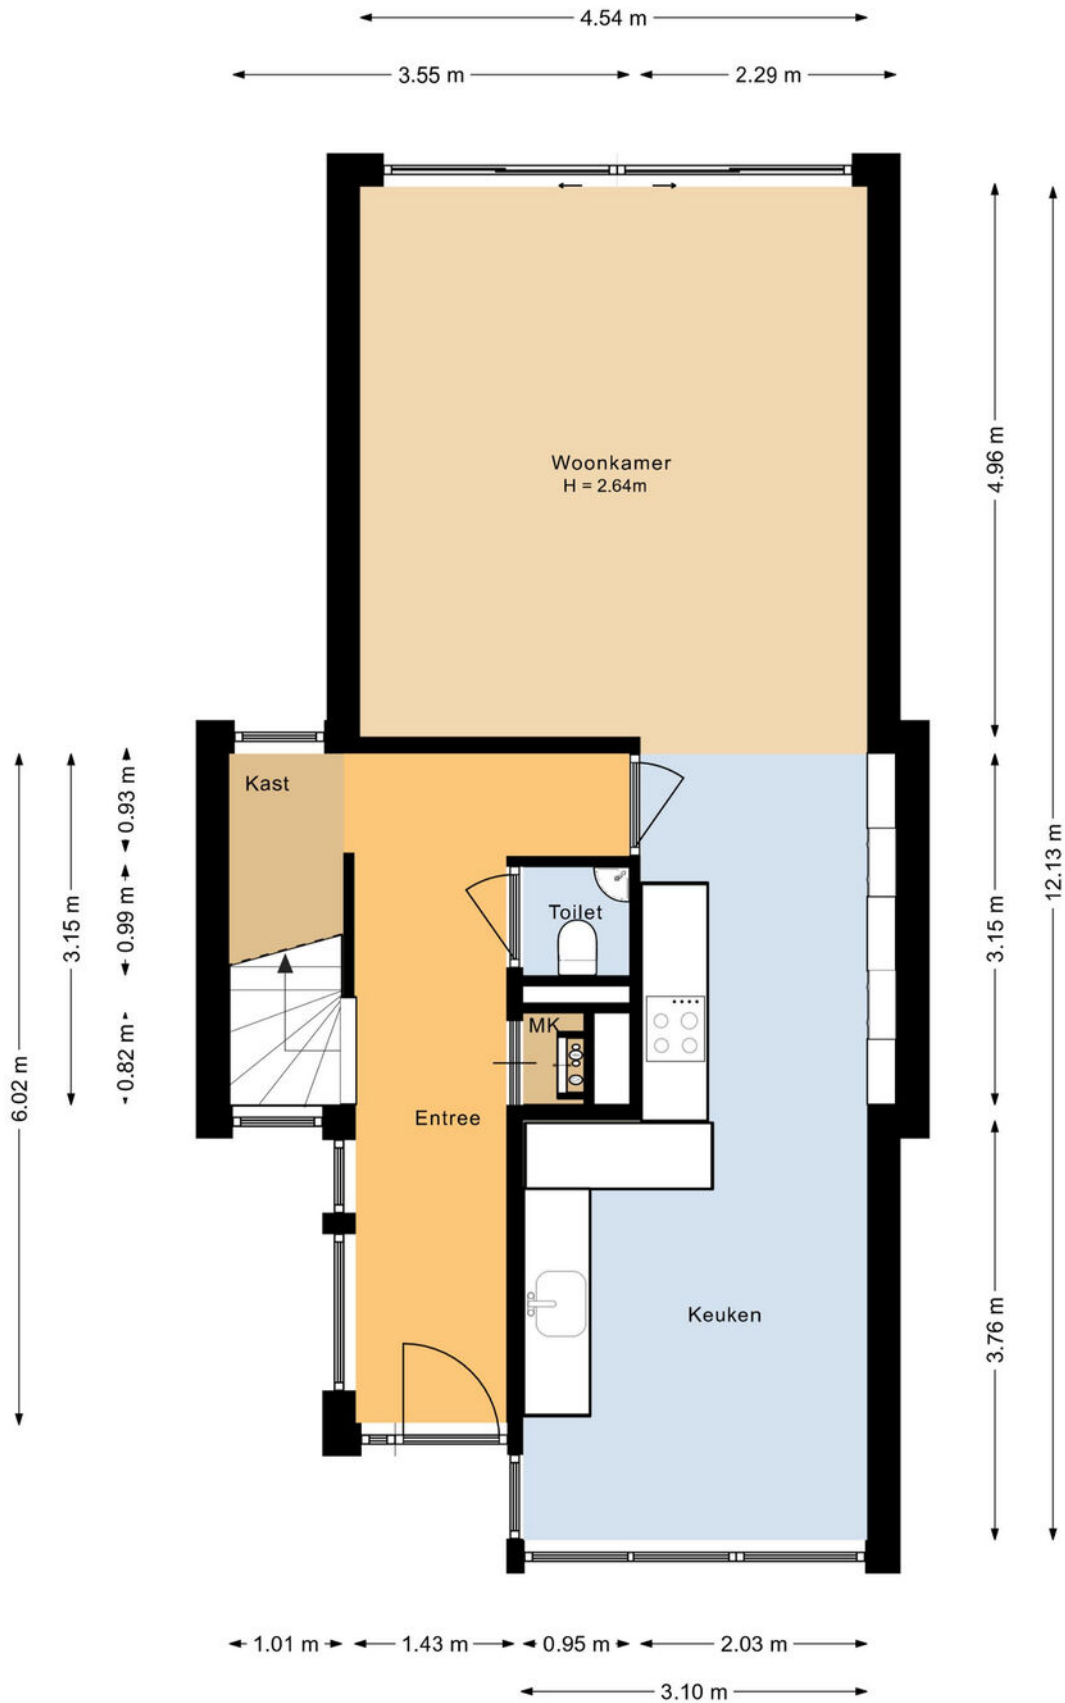 4.54 m
3.55 m
2.29 m
Woonkamer
H = 2.64m
4.96 m
12.13 m
Kast
0.93 m
0.99 m
0.82 m
3.15 m
6.02 m
Toilet
3.15 m
MK
Entree
Keuken
3.76 m
1.01 m
1.43 m
0.95 m
2.03 m
3.10 m